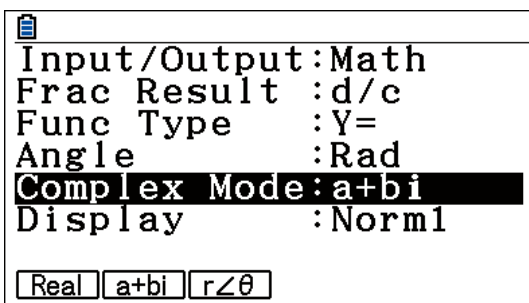 Input/Output:Math
Frac Result :d/c
Func Type :Y=
Angle :Rad
Complex Mode:a+bi
Display :Norm1
Real a+bi r∠θ